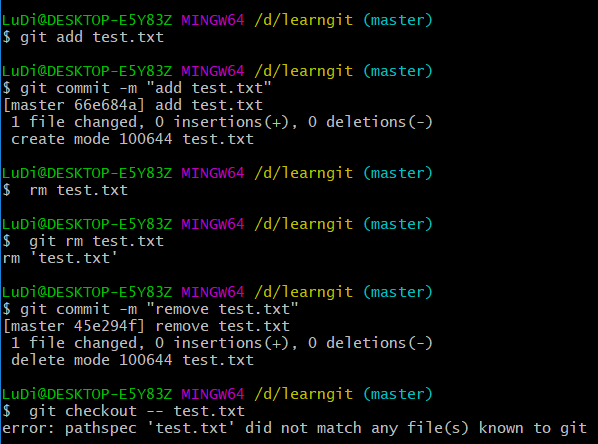 LuDi@DESKTOP-E5Y83Z MINGW64 /d/learngit (master)
$ git add test.txt
LuDi@DESKTOP-E5Y83Z MINGW64 /d/learngit (master)
$ git commit -m "add test.txt"
[master 66e684a] add test.txt
 1 file changed, 0 insertions(+), 0 deletions(-)
 create mode 100644 test.txt
LuDi@DESKTOP-E5Y83Z MINGW64 /d/learngit (master)
$  rm test.txt
LuDi@DESKTOP-E5Y83Z MINGW64 /d/learngit (master)
$  git rm test.txt
rm 'test.txt'
LuDi@DESKTOP-E5Y83Z MINGW64 /d/learngit (master)
$ git commit -m "remove test.txt"
[master 45e294f] remove test.txt
 1 file changed, 0 insertions(+), 0 deletions(-)
 delete mode 100644 test.txt
LuDi@DESKTOP-E5Y83Z MINGW64 /d/learngit (master)
$  git checkout -- test.txt
error: pathspec 'test.txt' did not match any file(s) known to git